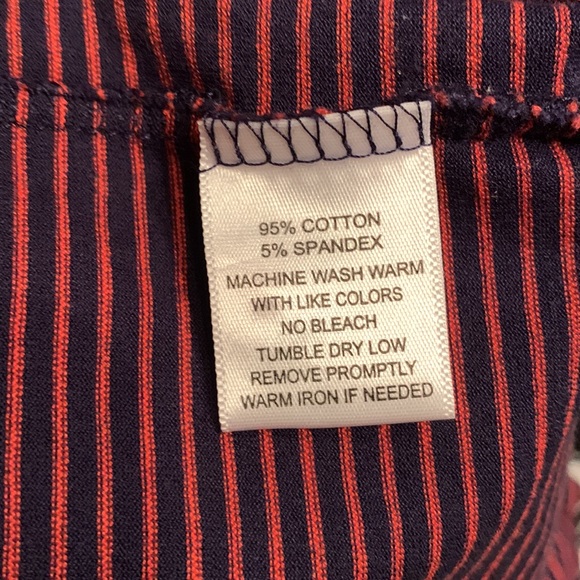 95% COTTON
5% SPANDEX
MACHINE WASH WARM
WITH LIKE COLORS
NO BLEACH
TUMBLE DRY LOW
REMOVE PROMPTLY
WARM IRON IF NEEDED